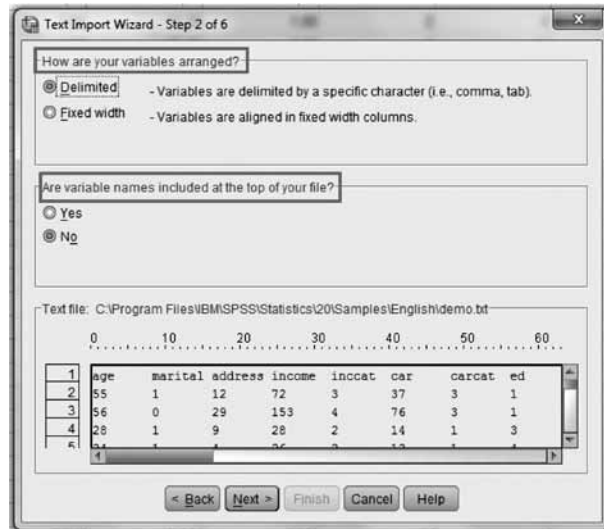 Text Import Wizard - Step 2 of 6
How are your variables arranged?
Delimited - Variables are delimited by a specific character (i.e., comma, tab).
Fixed width - Variables are aligned in fixed width columns.
Are variable names included at the top of your file?
Yes
No
Text file: C:\Program Files\IBM\SPSS\Statistics\20\Samples\English\demo.txt
0 10 20 30 40 50 60
1 age marital address income inccat car carcat ed
2 55 1 12 72 3 37 3 1
3 56 0 29 153 4 76 3 1
4 28 1 9 28 2 14 1 3
5
< Back Next > Finish Cancel Help